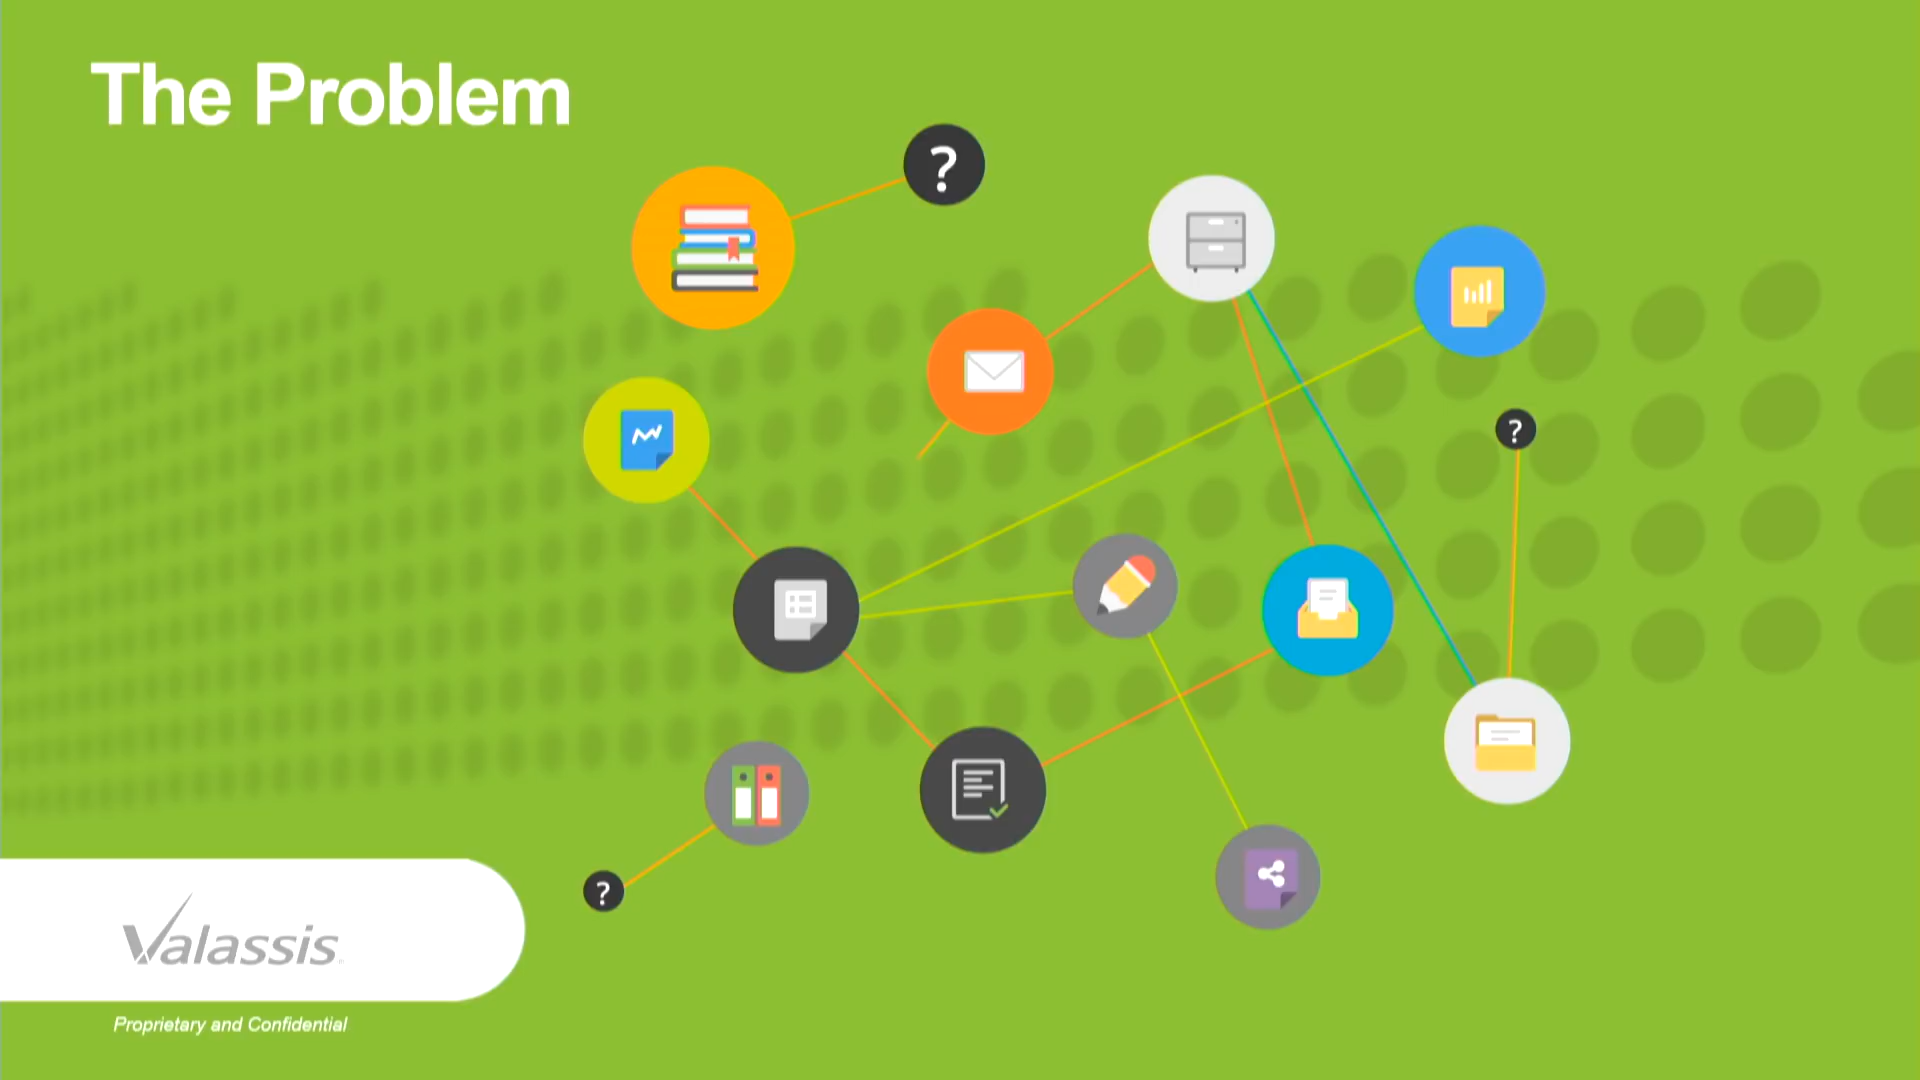 The Problem
?
?
?
Valassis
Proprietary and Confidential